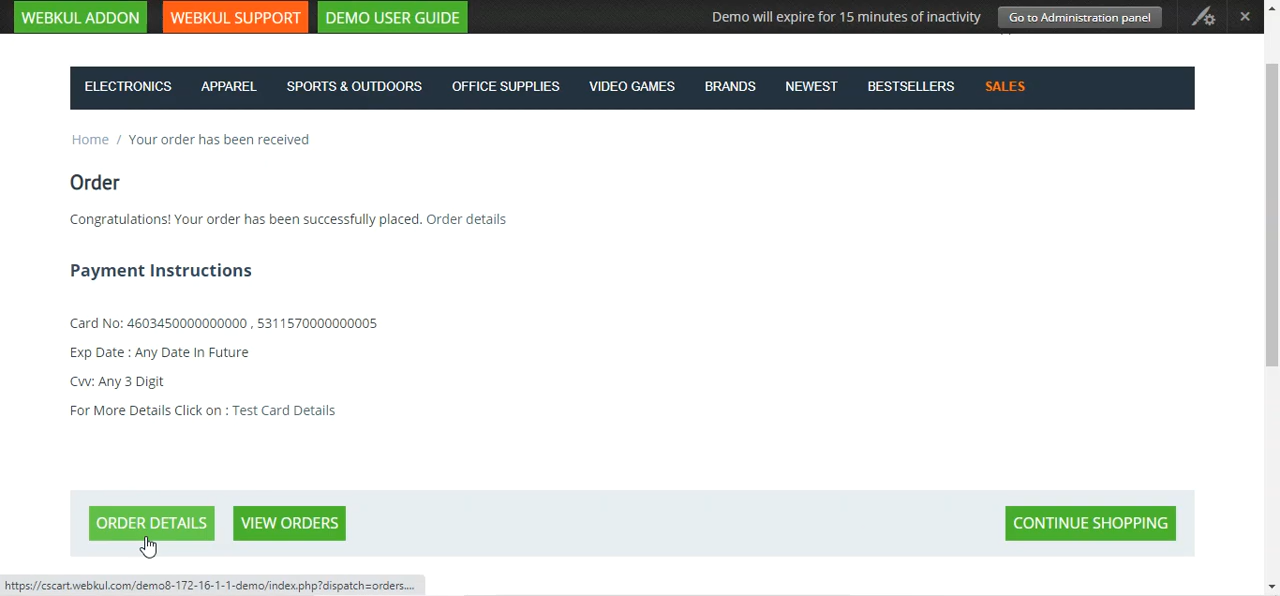 WEBKUL ADDON WEBKUL SUPPORT DEMO USER GUIDE Demo will expire for 15 minutes of inactivity Go to Administration panel
ELECTRONICS APPAREL SPORTS & OUTDOORS OFFICE SUPPLIES VIDEO GAMES BRANDS NEWEST BESTSELLERS SALES
Home / Your order has been received
Order
Congratulations! Your order has been successfully placed. Order details
Payment Instructions
Card No: 4603450000000000 , 5311570000000005
Exp Date : Any Date In Future
Cvv: Any 3 Digit
For More Details Click on : Test Card Details
ORDER DETAILS VIEW ORDERS CONTINUE SHOPPING
https://cscart.webkul.com/demo8-172-16-1-1-demo/index.php?dispatch=orders....